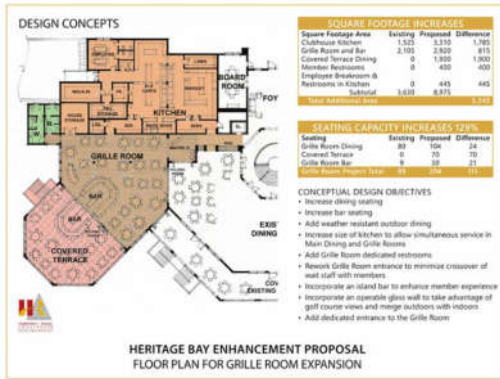 DESIGN CONCEPTS
SQUARE FOOTAGE INCREASES
Square Footage Area Existing Proposed Difference
Clubhouse Kitchen 1,525 3,310 1,785
Grille Room and Bar 2,105 2,920 815
Covered Terrace Dining 0 1,900 1,900
Member Restrooms 0 400 400
Employee Breakroom &
Restrooms in Kitchen 0 445 445
Subtotal 3,630 8,975
Total Additional Area 5,345
SEATING CAPACITY INCREASES 129%
Seating Existing Proposed Difference
Grille Room Dining 80 104 24
Covered Terrace 0 70 70
Grille Room Bar 9 30 21
Grille Room Project Total 89 204 115
CONCEPTUAL DESIGN OBJECTIVES
• Increase dining seating
• Increase bar seating
• Add weather resistant outdoor dining
• Increase size of kitchen to allow simultaneous service in
Main Dining and Grille Rooms
• Add Grille Room dedicated restrooms
• Rework Grille Room entrance to minimize crossover of
wait staff with members
• Incorporate an island bar to enhance member experience
• Incorporate an operable glass wall to take advantage of
golf course views and merge outdoors with indoors
• Add dedicated entrance to the Grille Room
BOARD
ROOM
FOY
KITCHEN
GRILLE ROOM
BAR
BAR
COVERED
TERRACE
EXIST
DINING
COV
EXISTING
HERITAGE BAY ENHANCEMENT PROPOSAL
FLOOR PLAN FOR GRILLE ROOM EXPANSION